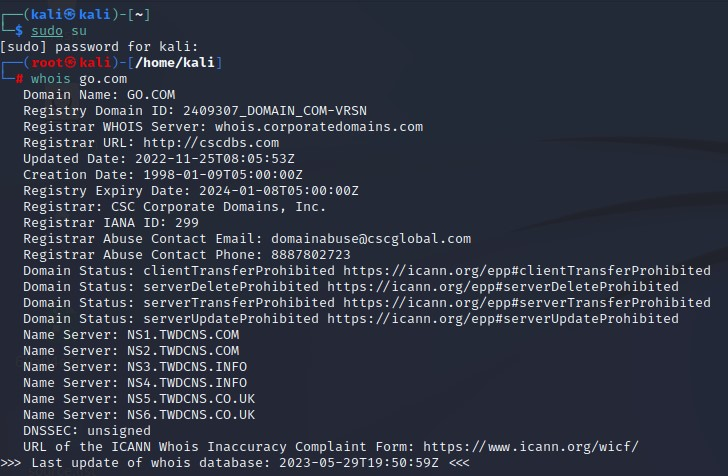 ┌──(kali㉿kali)-[~]
└─$ sudo su
[sudo] password for kali:
┌──(root㉿kali)-[/home/kali]
└─# whois go.com
Domain Name: GO.COM
Registry Domain ID: 2409307_DOMAIN_COM-VRSN
Registrar WHOIS Server: whois.corporatedomains.com
Registrar URL: http://cscdbs.com
Updated Date: 2022-11-25T08:05:53Z
Creation Date: 1998-01-09T05:00:00Z
Registry Expiry Date: 2024-01-08T05:00:00Z
Registrar: CSC Corporate Domains, Inc.
Registrar IANA ID: 299
Registrar Abuse Contact Email: domainabuse@cscglobal.com
Registrar Abuse Contact Phone: 8887802723
Domain Status: clientTransferProhibited https://icann.org/epp#clientTransferProhibited
Domain Status: serverDeleteProhibited https://icann.org/epp#serverDeleteProhibited
Domain Status: serverTransferProhibited https://icann.org/epp#serverTransferProhibited
Domain Status: serverUpdateProhibited https://icann.org/epp#serverUpdateProhibited
Name Server: NS1.TWDCNS.COM
Name Server: NS2.TWDCNS.COM
Name Server: NS3.TWDCNS.INFO
Name Server: NS4.TWDCNS.INFO
Name Server: NS5.TWDCNS.CO.UK
Name Server: NS6.TWDCNS.CO.UK
DNSSEC: unsigned
URL of the ICANN Whois Inaccuracy Complaint Form: https://www.icann.org/wicf/
>>> Last update of whois database: 2023-05-29T19:50:59Z <<<